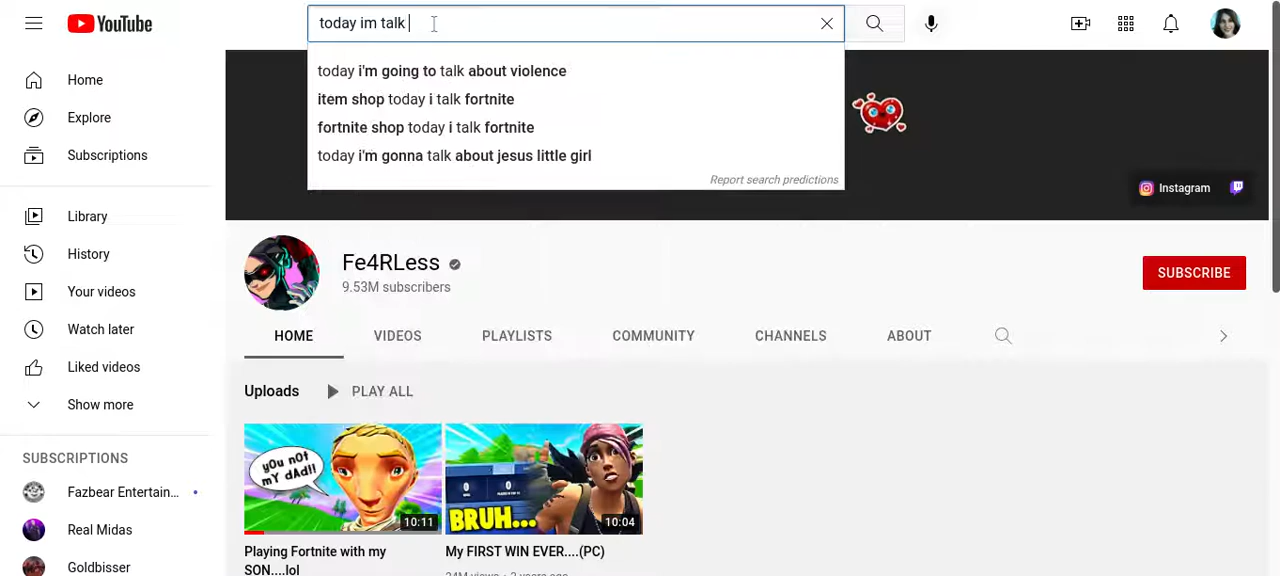 YouTube
today im talk
today i'm going to talk about violence
item shop today i talk fortnite
fortnite shop today i talk fortnite
today i'm gonna talk about jesus little girl
Report search predictions
Home
Explore
Subscriptions
Library
History
Your videos
Watch later
Liked videos
Show more
SUBSCRIPTIONS
Fazbear Entertain...
Real Midas
Goldbisser
Instagram
Fe4RLess
9.53M subscribers
SUBSCRIBE
HOME VIDEOS PLAYLISTS COMMUNITY CHANNELS ABOUT
Uploads PLAY ALL
yOu nOt
mY dAd!!
10:11
0 0
BRUH...
10:04
Playing Fortnite with my
SON....lol
My FIRST WIN EVER....(PC)